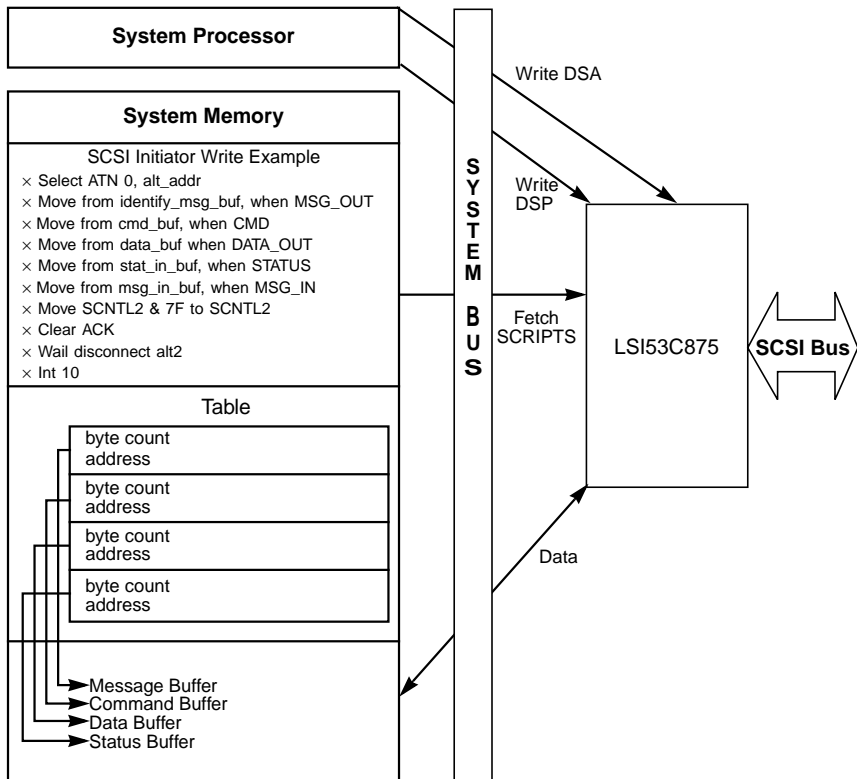 System Processor
System Memory
SCSI Initiator Write Example
× Select ATN 0, alt_addr
× Move from identify_msg_buf, when MSG_OUT
× Move from cmd_buf, when CMD
× Move from data_buf when DATA_OUT
× Move from stat_in_buf, when STATUS
× Move from msg_in_buf, when MSG_IN
× Move SCNTL2 & 7F to SCNTL2
× Clear ACK
× Wail disconnect alt2
× Int 10
Table
byte count
address
byte count
address
byte count
address
byte count
address
Message Buffer
Command Buffer
Data Buffer
Status Buffer
SYSTEM BUS
Write DSA
Write
DSP
Fetch
SCRIPTS
Data
LSI53C875
SCSI Bus